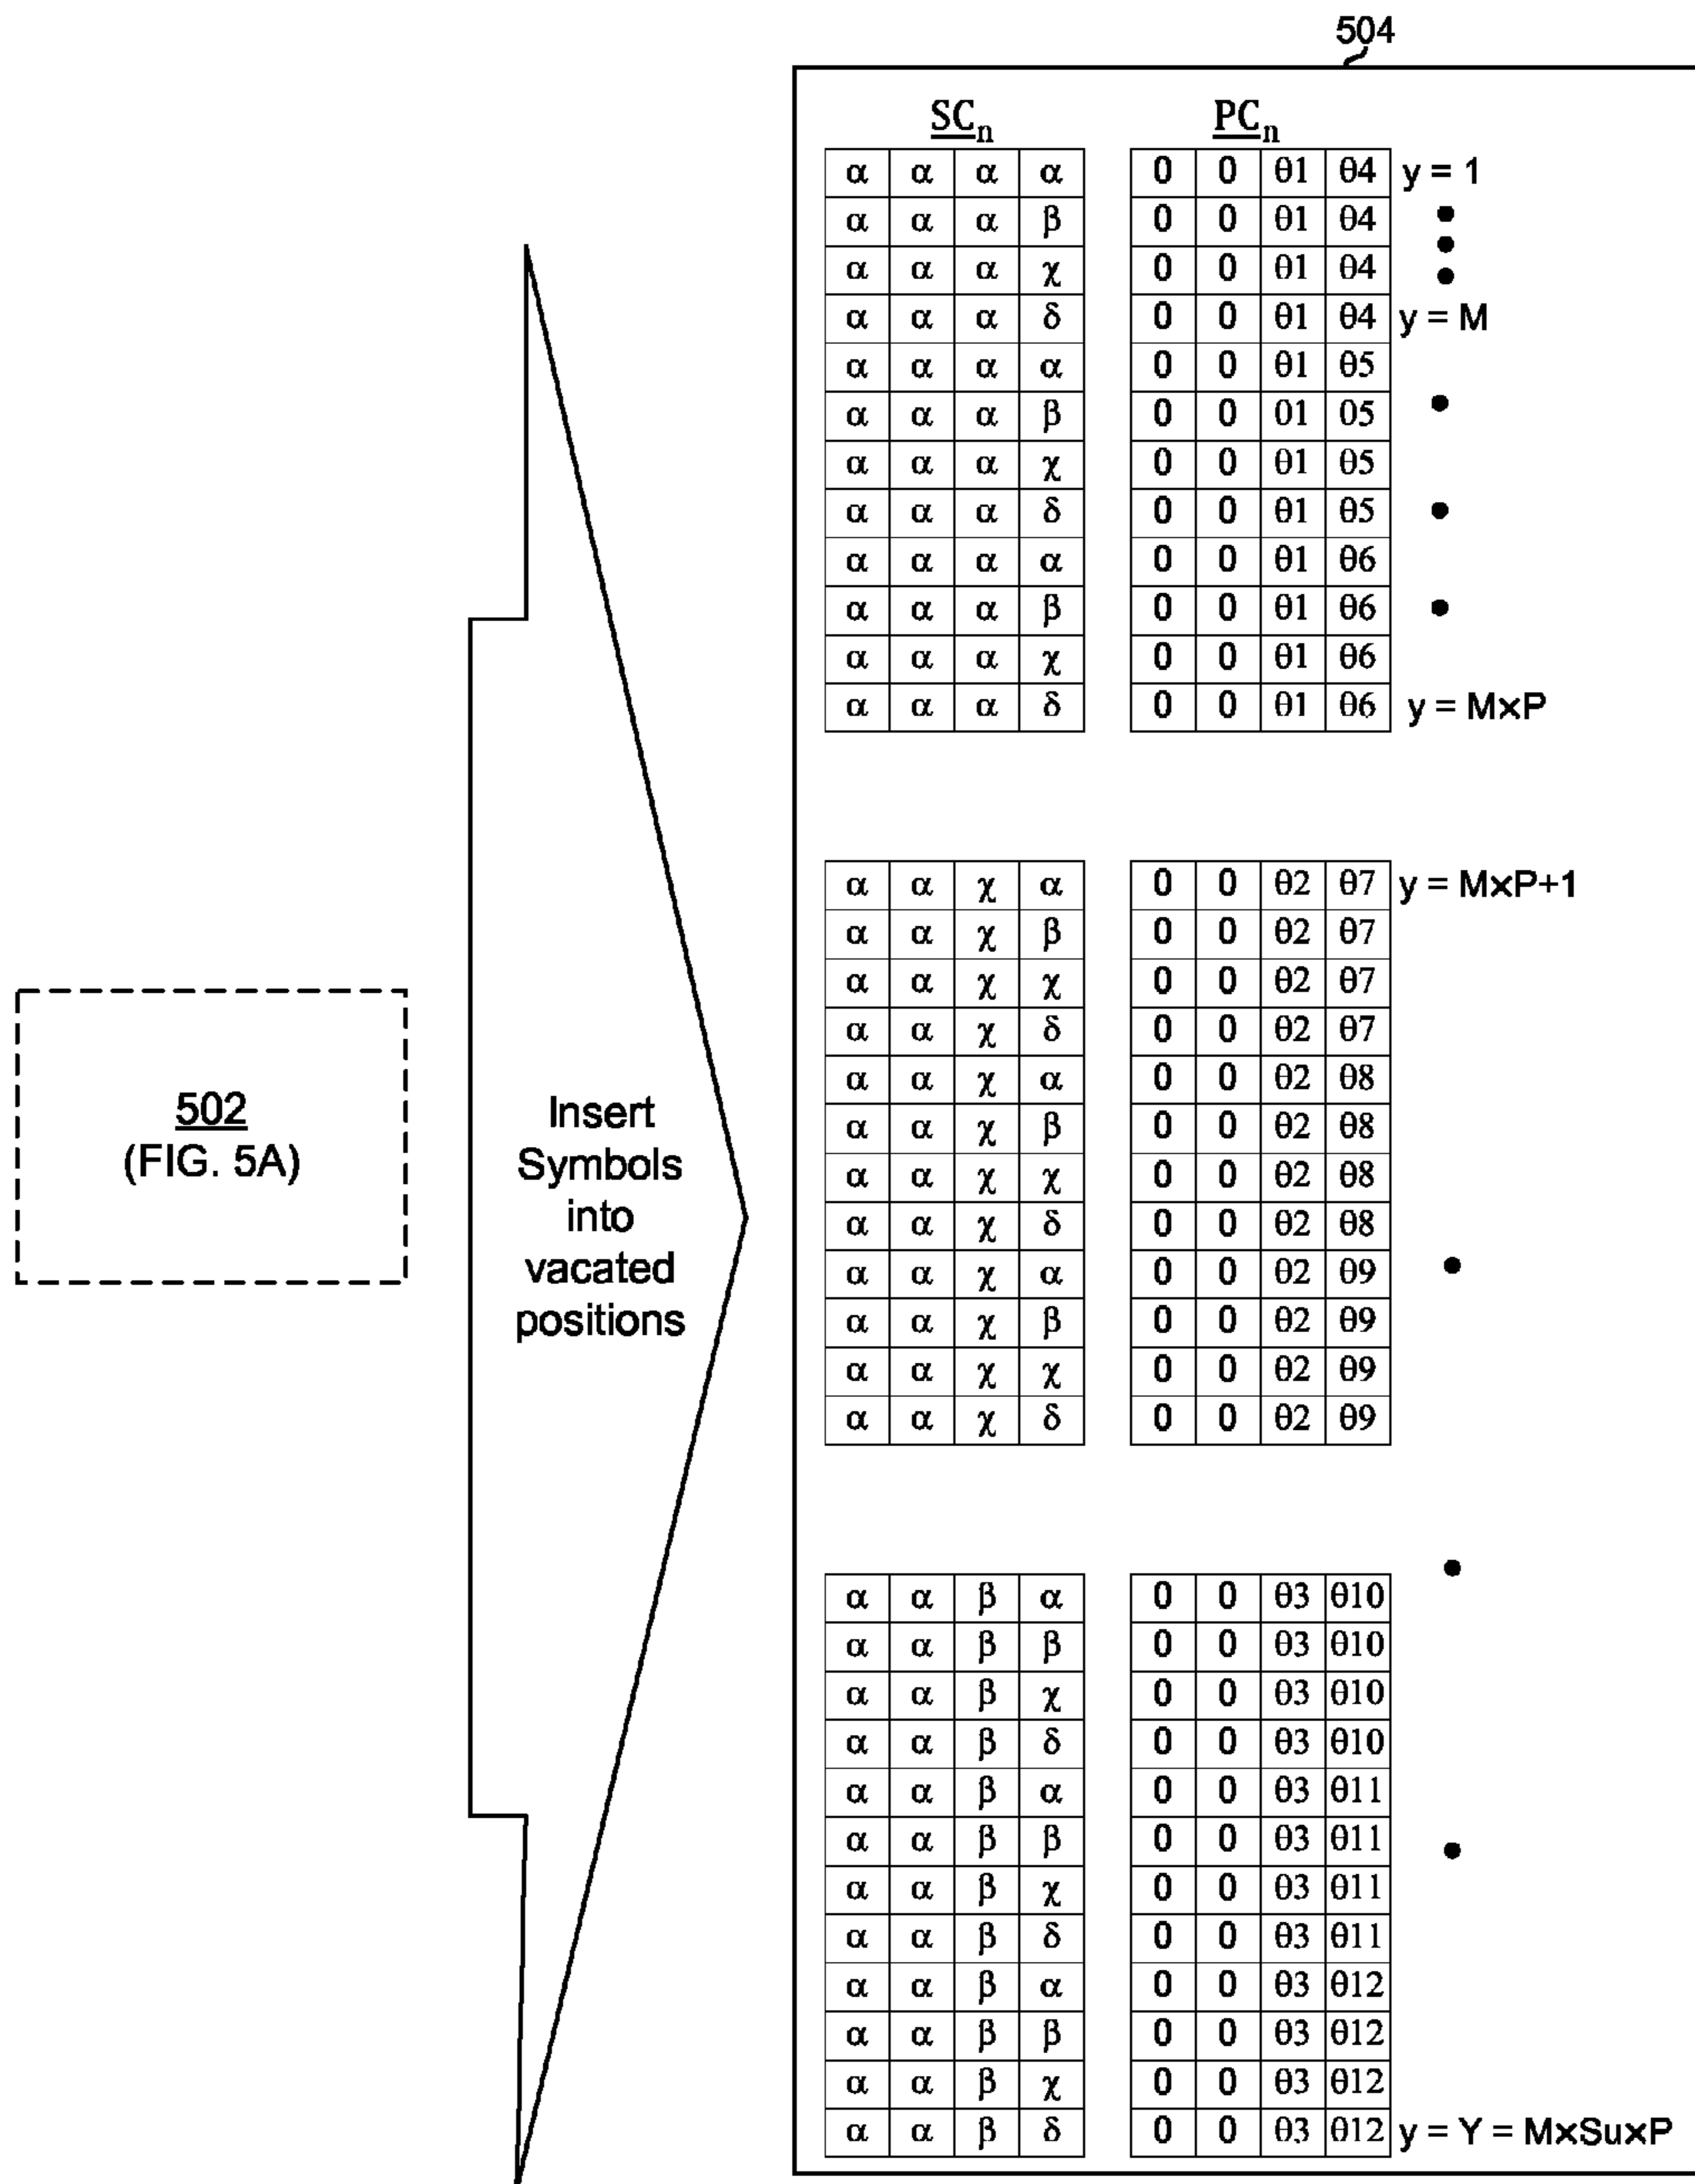 504
SCn PCn
α α α α 0 0 θ1 θ4 y = 1
α α α β 0 0 θ1 θ4
α α α χ 0 0 θ1 θ4
α α α δ 0 0 θ1 θ4 y = M
α α α α 0 0 θ1 θ5
α α α β 0 0 θ1 θ5
α α α χ 0 0 θ1 θ5
α α α δ 0 0 θ1 θ5
α α α α 0 0 θ1 θ6
α α α β 0 0 θ1 θ6
α α α χ 0 0 θ1 θ6
α α α δ 0 0 θ1 θ6 y = M×P
α α χ α 0 0 θ2 θ7 y = M×P+1
α α χ β 0 0 θ2 θ7
α α χ χ 0 0 θ2 θ7
α α χ δ 0 0 θ2 θ7
α α χ α 0 0 θ2 θ8
α α χ β 0 0 θ2 θ8
α α χ χ 0 0 θ2 θ8
α α χ δ 0 0 θ2 θ8
α α χ α 0 0 θ2 θ9
α α χ β 0 0 θ2 θ9
α α χ χ 0 0 θ2 θ9
α α χ δ 0 0 θ2 θ9
α α β α 0 0 θ3 θ10
α α β β 0 0 θ3 θ10
α α β χ 0 0 θ3 θ10
α α β δ 0 0 θ3 θ10
α α β α 0 0 θ3 θ11
α α β β 0 0 θ3 θ11
α α β χ 0 0 θ3 θ11
α α β δ 0 0 θ3 θ11
α α β α 0 0 θ3 θ12
α α β β 0 0 θ3 θ12
α α β χ 0 0 θ3 θ12
α α β δ 0 0 θ3 θ12 y = Y = M×Su×P
502
(FIG. 5A)
Insert
Symbols
into
vacated
positions